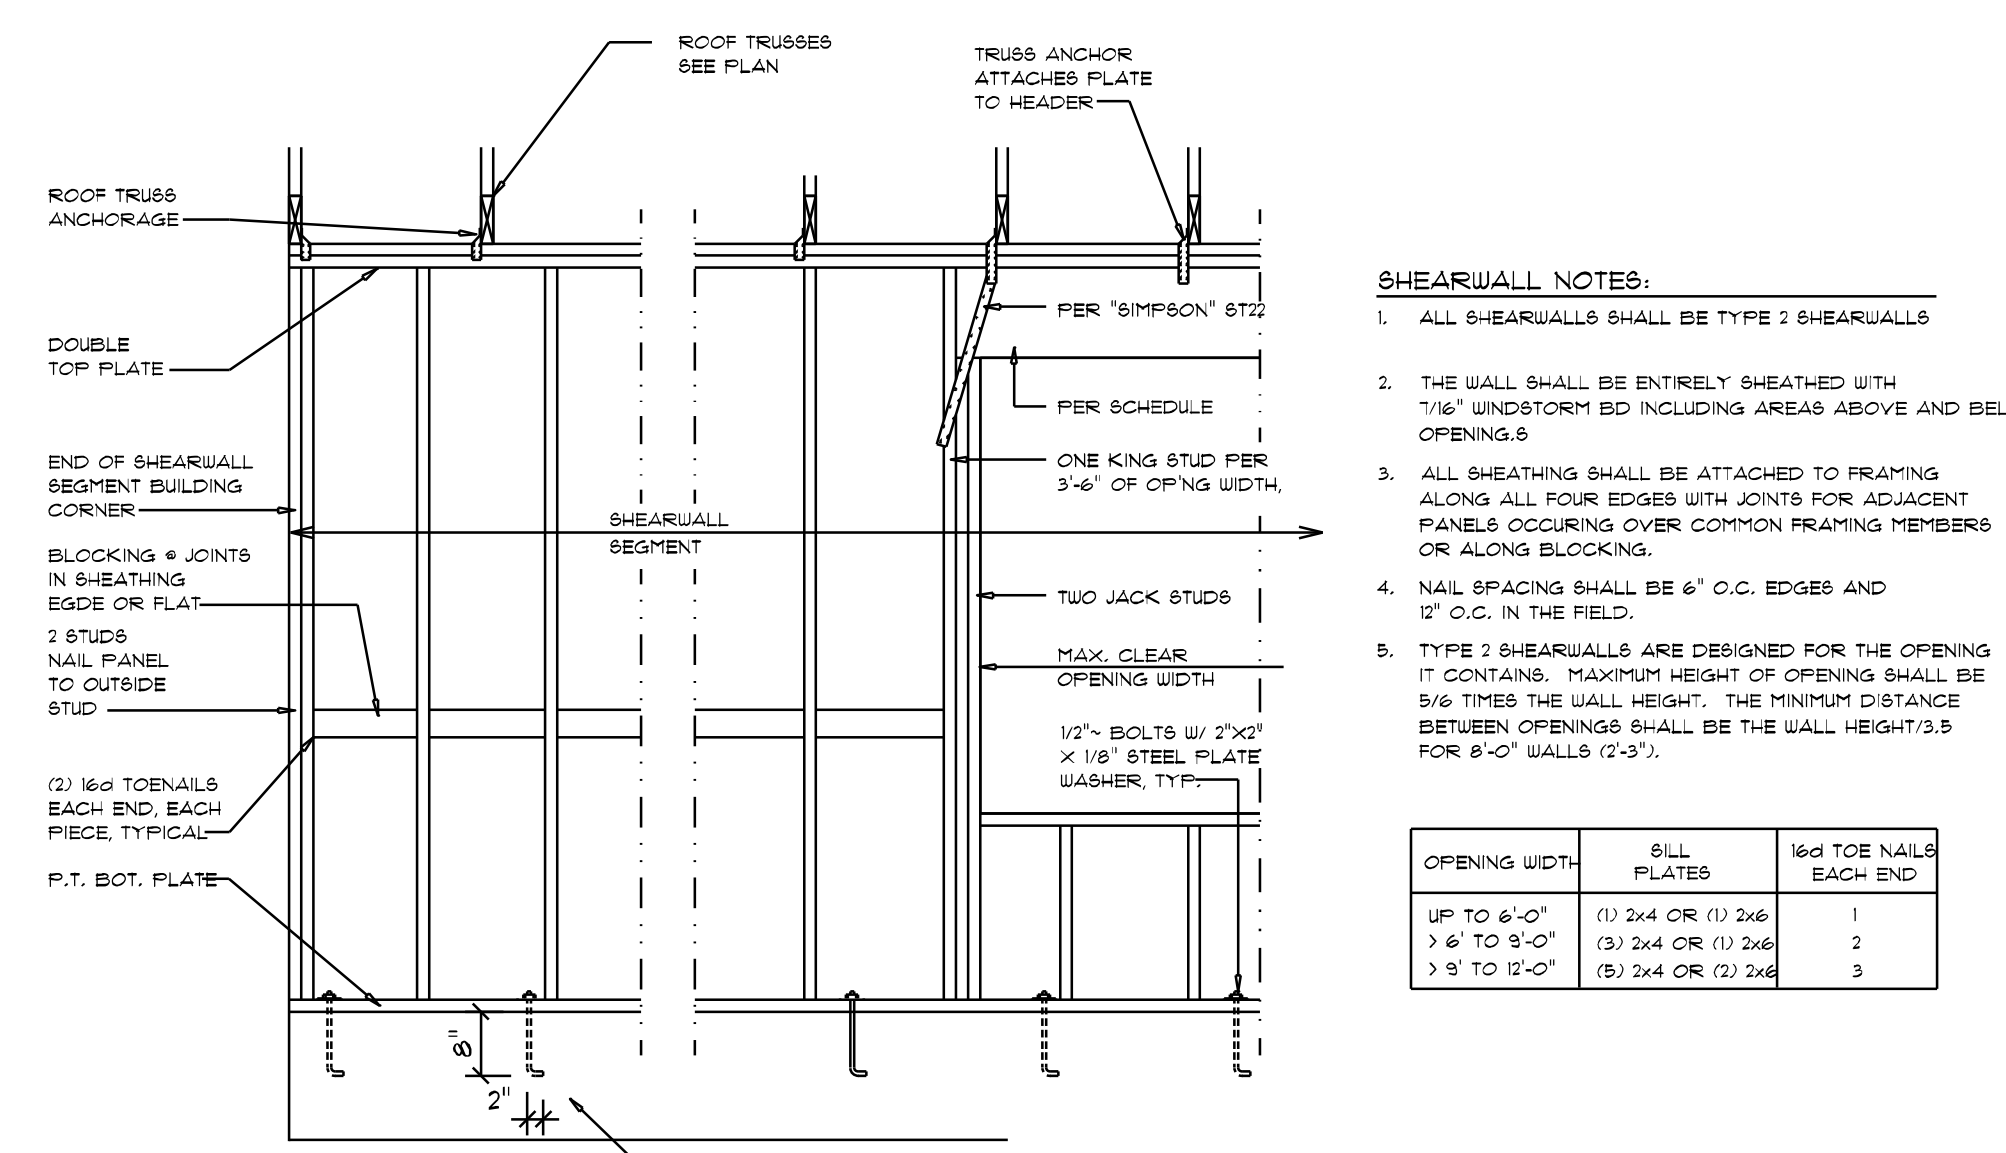 ROOF TRUSSES
SEE PLAN
TRUSS ANCHOR
ATTACHES PLATE
TO HEADER
ROOF TRUSS
ANCHORAGE
DOUBLE
TOP PLATE
END OF SHEARWALL
SEGMENT BUILDING
CORNER
BLOCKING @ JOINTS
IN SHEATHING
EGDE OR FLAT
2 STUDS
NAIL PANEL
TO OUTSIDE
STUD
(2) 16d TOENAILS
EACH END, EACH
PIECE, TYPICAL
P.T. BOT. PLATE
SHEARWALL
SEGMENT
8"
2"
PER "SIMPSON" ST22
PER SCHEDULE
ONE KING STUD PER
3'-6" OF OP'NG WIDTH,
TWO JACK STUDS
MAX. CLEAR
OPENING WIDTH
1/2"~ BOLTS W/ 2"X2"
X 1/8" STEEL PLATE
WASHER, TYP.
SHEARWALL NOTES:
1. ALL SHEARWALLS SHALL BE TYPE 2 SHEARWALLS
2. THE WALL SHALL BE ENTIRELY SHEATHED WITH
7/16" WINDSTORM BD INCLUDING AREAS ABOVE AND BEL
OPENING.S
3. ALL SHEATHING SHALL BE ATTACHED TO FRAMING
ALONG ALL FOUR EDGES WITH JOINTS FOR ADJACENT
PANELS OCCURING OVER COMMON FRAMING MEMBERS
OR ALONG BLOCKING.
4. NAIL SPACING SHALL BE 6" O.C. EDGES AND
12" O.C. IN THE FIELD.
5. TYPE 2 SHEARWALLS ARE DESIGNED FOR THE OPENING
IT CONTAINS. MAXIMUM HEIGHT OF OPENING SHALL BE
5/6 TIMES THE WALL HEIGHT. THE MINIMUM DISTANCE
BETWEEN OPENINGS SHALL BE THE WALL HEIGHT/3.5
FOR 8'-0" WALLS (2'-3").
OPENING WIDTH
SILL
PLATES
16d TOE NAILS
EACH END
UP TO 6'-0" (1) 2x4 OR (1) 2x6 1
> 6' TO 9'-0" (3) 2x4 OR (1) 2x6 2
> 9' TO 12'-0" (5) 2x4 OR (2) 2x6 3